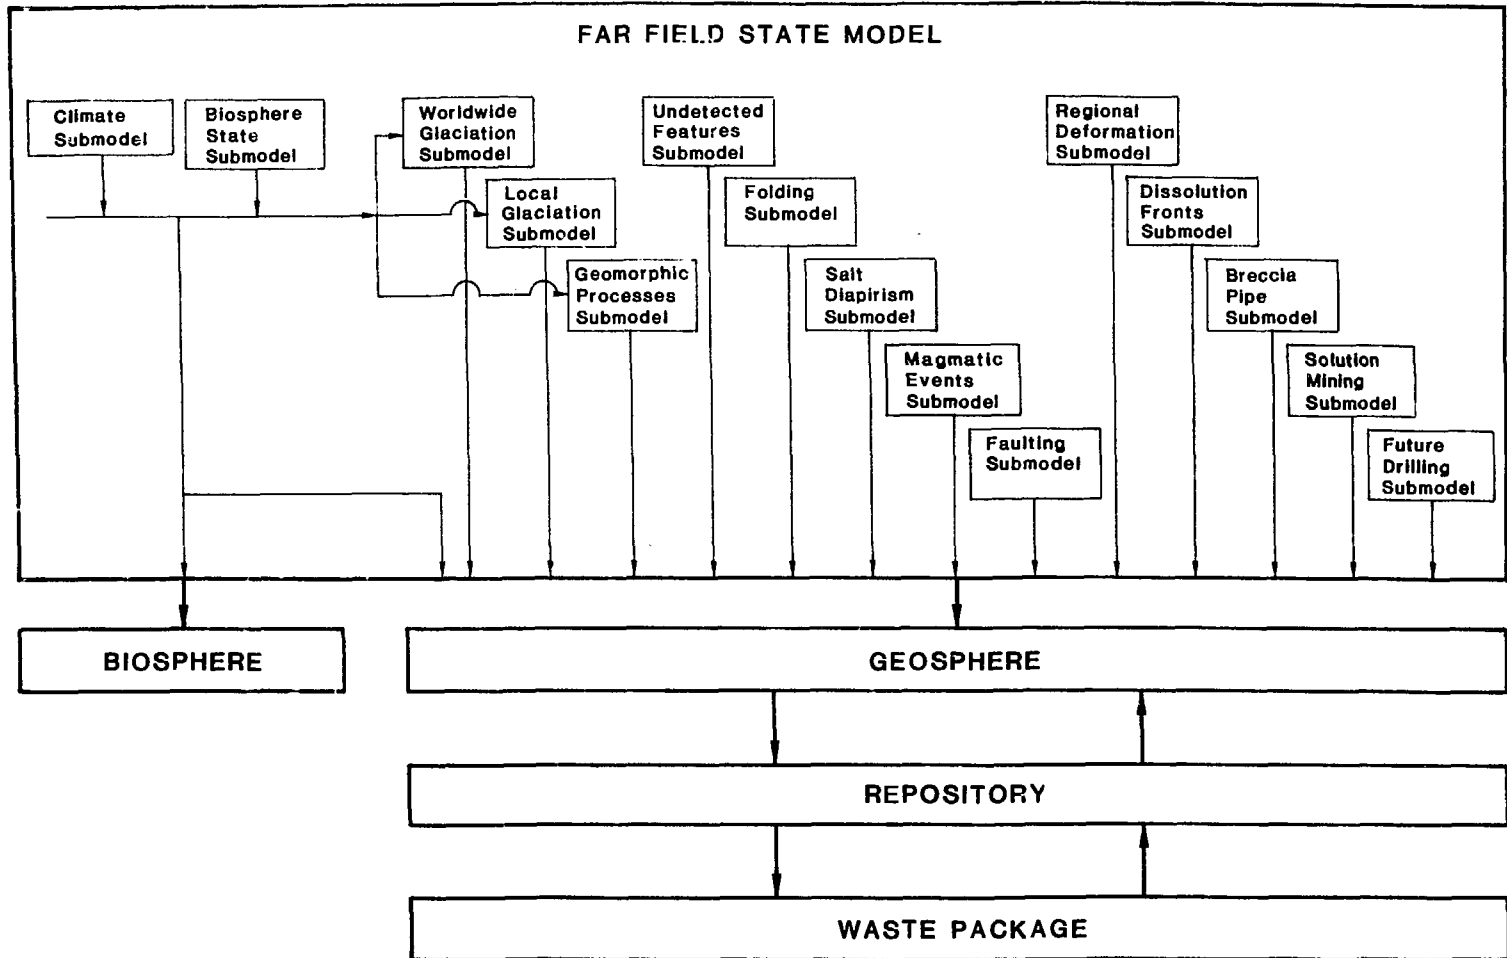 FAR FIELD STATE MODEL
Climate
Submodel
Biosphere
State
Submodel
Worldwide
Glaciation
Submodel
Local
Glaciation
Submodel
Geomorphic
Processes
Submodel
Undetected
Features
Submodel
Folding
Submodel
Salt
Diapirism
Submodel
Magmatic
Events
Submodel
Faulting
Submodel
Regional
Deformation
Submodel
Dissolution
Fronts
Submodel
Breccia
Pipe
Submodel
Solution
Mining
Submodel
Future
Drilling
Submodel
BIOSPHERE
GEOSPHERE
REPOSITORY
WASTE PACKAGE